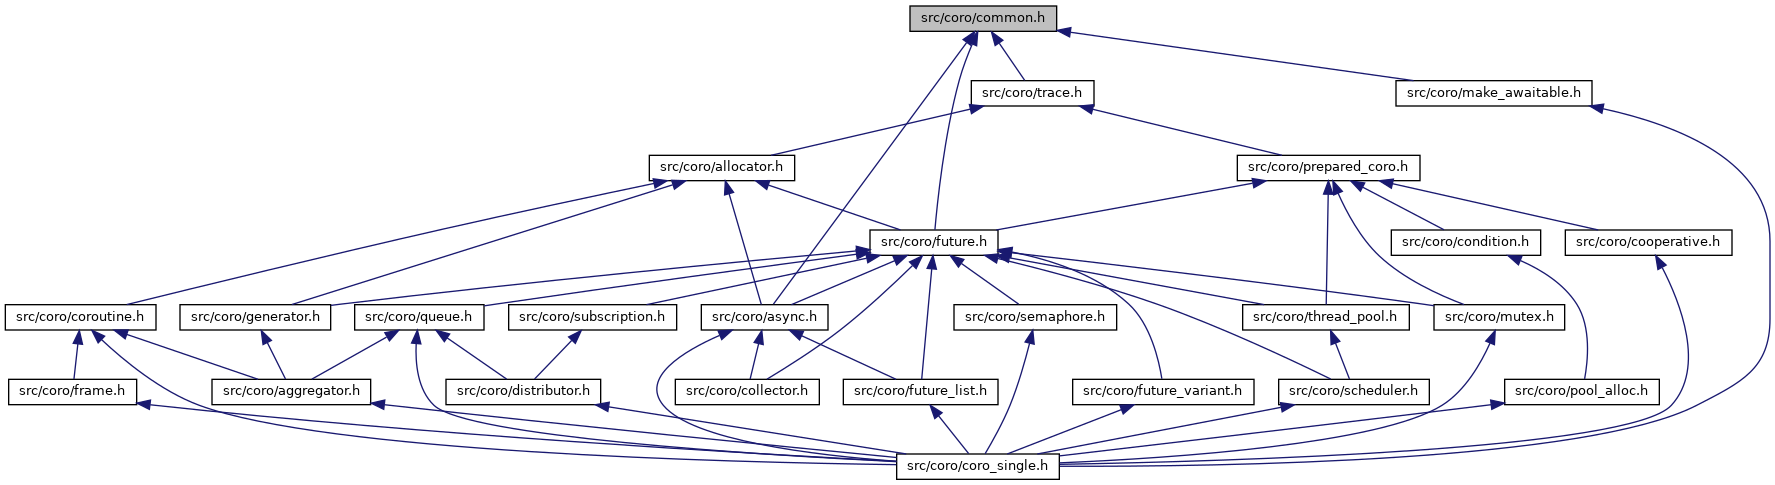 src/coro/common.h
src/coro/trace.h
src/coro/make_awaitable.h
src/coro/allocator.h
src/coro/prepared_coro.h
src/coro/future.h
src/coro/condition.h
src/coro/cooperative.h
src/coro/coroutine.h
src/coro/generator.h
src/coro/queue.h
src/coro/subscription.h
src/coro/async.h
src/coro/semaphore.h
src/coro/thread_pool.h
src/coro/mutex.h
src/coro/frame.h
src/coro/aggregator.h
src/coro/distributor.h
src/coro/collector.h
src/coro/future_list.h
src/coro/future_variant.h
src/coro/scheduler.h
src/coro/pool_alloc.h
src/coro/coro_single.h